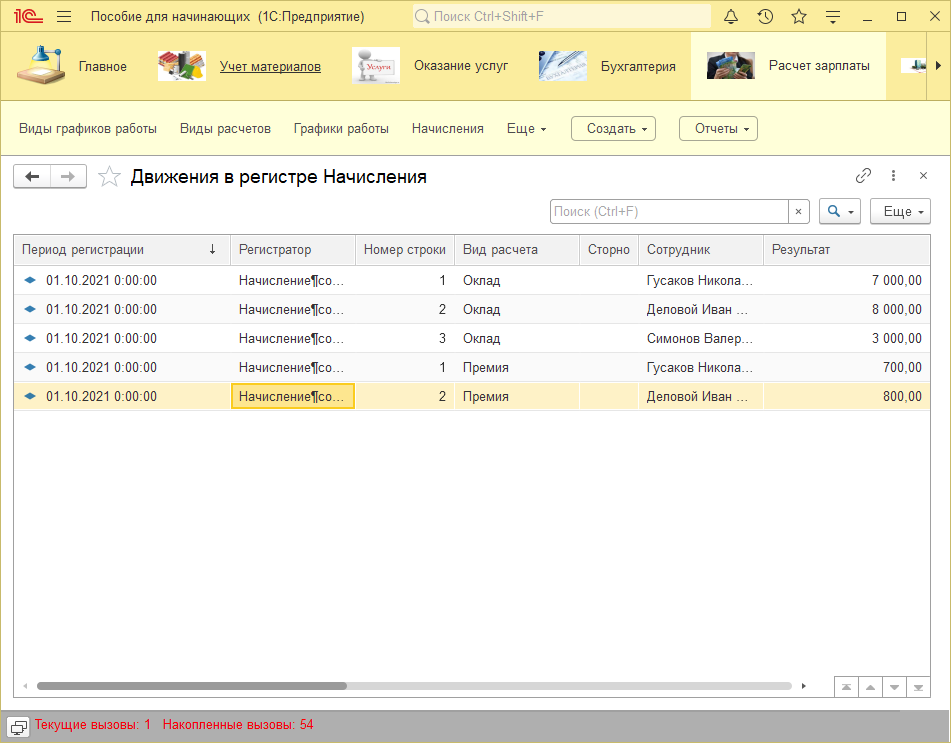 1С Пособие для начинающих (1С:Предприятие) Поиск Ctrl+Shift+F
Главное Учет материалов Услуги Оказание услуг Бухгалтерия Расчет зарплаты
Виды графиков работы Виды расчетов Графики работы Начисления Еще Создать Отчеты
Движения в регистре Начисления
Поиск (Ctrl+F) × Еще
Период регистрации ↓ Регистратор Номер строки Вид расчета Сторно Сотрудник Результат
01.10.2021 0:00:00 Начисление¶со... 1 Оклад Гусаков Никола... 7 000,00
01.10.2021 0:00:00 Начисление¶со... 2 Оклад Деловой Иван ... 8 000,00
01.10.2021 0:00:00 Начисление¶со... 3 Оклад Симонов Валер... 3 000,00
01.10.2021 0:00:00 Начисление¶со... 1 Премия Гусаков Никола... 700,00
01.10.2021 0:00:00 Начисление¶со... 2 Премия Деловой Иван ... 800,00
Текущие вызовы: 1 Накопленные вызовы: 54